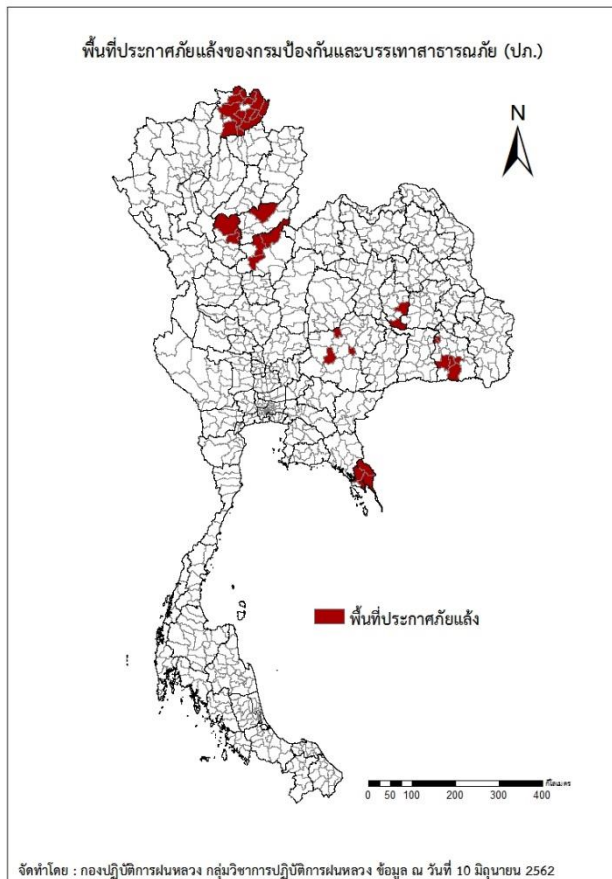 พื้นที่ประกาศภัยแล้งของกรมป้องกันและบรรเทาสาธารณภัย (ปภ.)
N
พื้นที่ประกาศภัยแล้ง
กิโลเมตร
0 50 100 200 300 400
จัดทำโดย : กองปฏิบัติการฝนหลวง กลุ่มวิชาการปฏิบัติการฝนหลวง ข้อมูล ณ วันที่ 10 มิถุนายน 2562